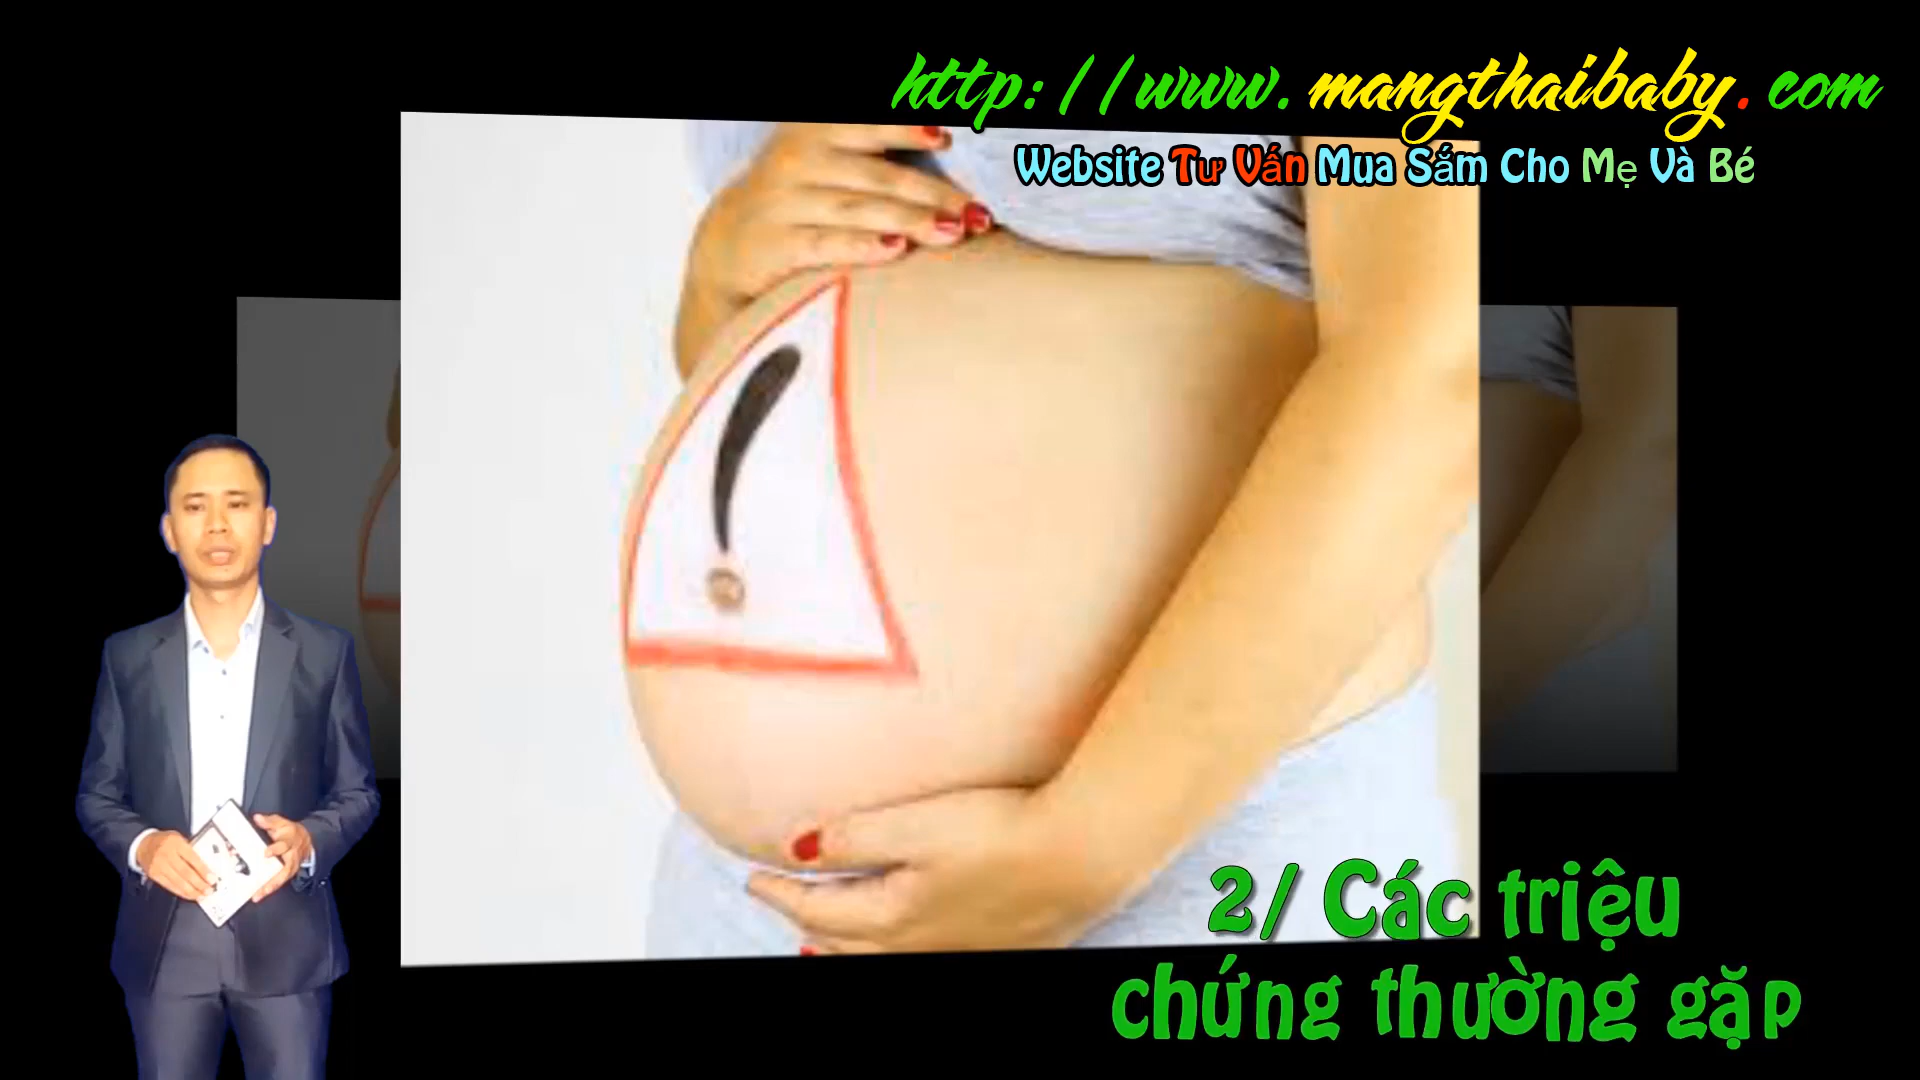 http://www.mangthaibaby.com
Website Tư Vấn Mua Sắm Cho Mẹ Và Bé
2/ Các triệu
chứng thường gặp